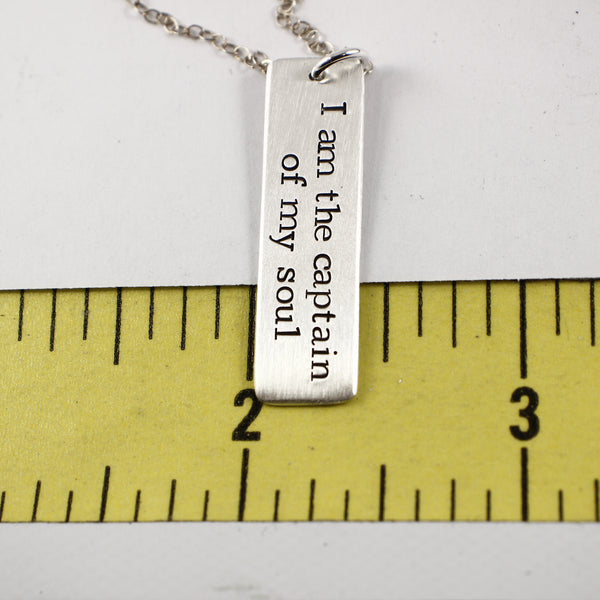 I am the captain
of my soul
2
3